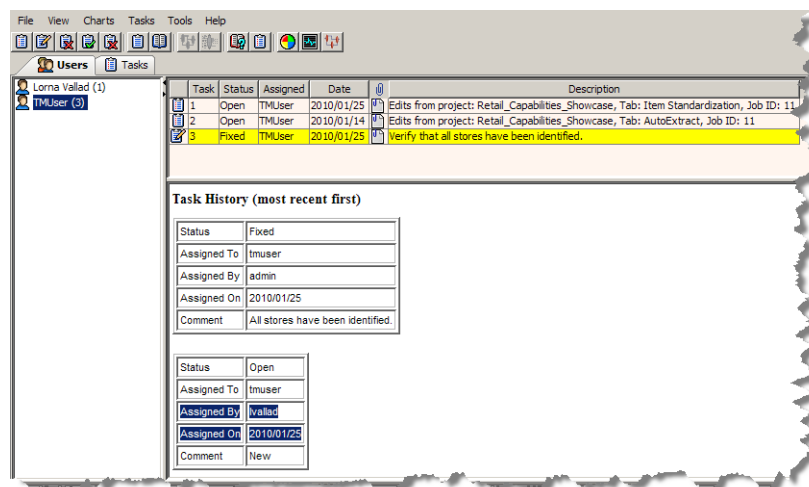 File View Charts Tasks Tools Help
Users Tasks
Lorna Vallad (1)
TMUser (3)
Task Status Assigned Date Description
1 Open TMUser 2010/01/25 Edits from project: Retail_Capabilities_Showcase, Tab: Item Standardization, Job ID: 11
2 Open TMUser 2010/01/14 Edits from project: Retail_Capabilities_Showcase, Tab: AutoExtract, Job ID: 11
3 Fixed TMUser 2010/01/25 Verify that all stores have been identified.
Task History (most recent first)
Status Fixed
Assigned To tmuser
Assigned By admin
Assigned On 2010/01/25
Comment All stores have been identified.
Status Open
Assigned To tmuser
Assigned By lvallad
Assigned On 2010/01/25
Comment New